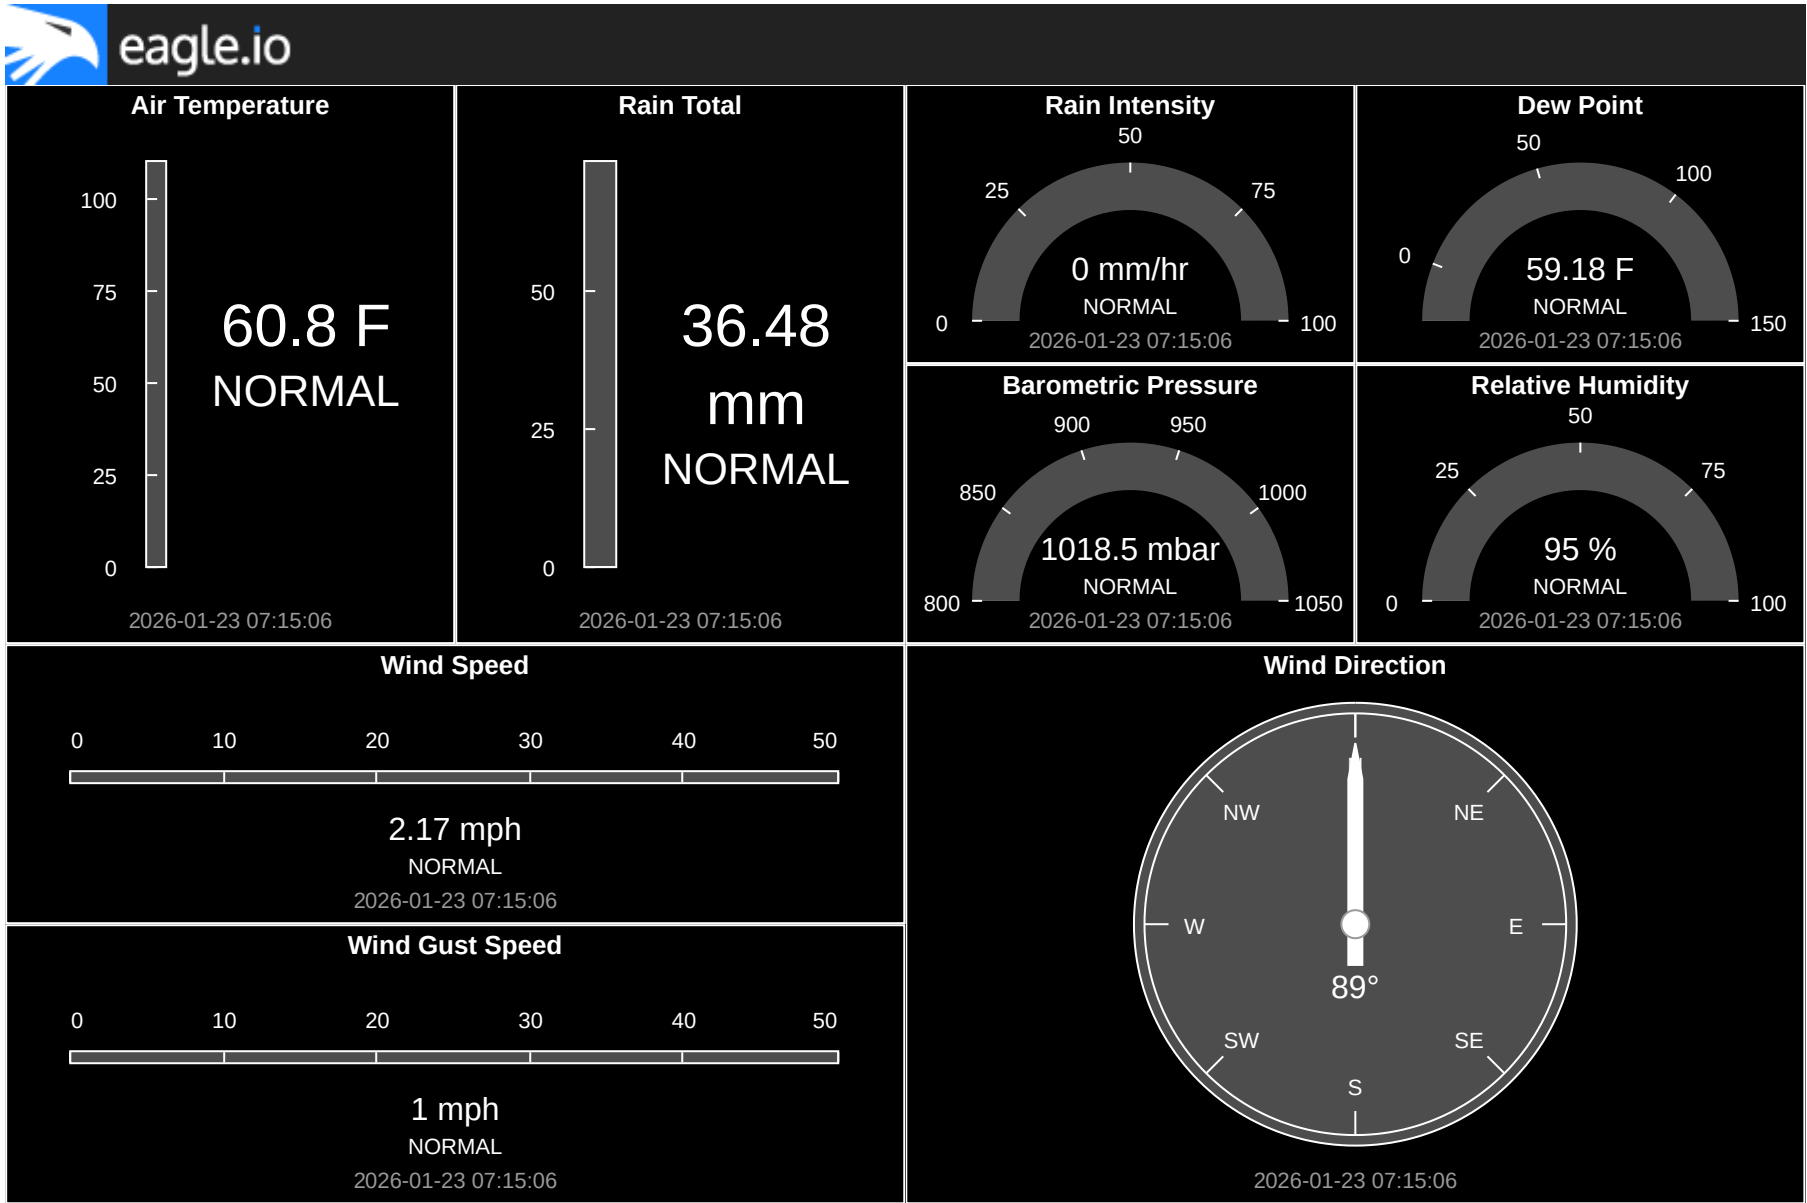 eagle.io
Air Temperature
100
75
50
25
0
60.8 F
NORMAL
2026-01-23 07:15:06
Rain Total
50
25
0
36.48
mm
NORMAL
2026-01-23 07:15:06
Rain Intensity
0
25
50
75
100
0 mm/hr
NORMAL
2026-01-23 07:15:06
Dew Point
0
50
100
150
59.18 F
NORMAL
2026-01-23 07:15:06
Barometric Pressure
800
850
900
950
1000
1050
1018.5 mbar
NORMAL
2026-01-23 07:15:06
Relative Humidity
0
25
50
75
100
95 %
NORMAL
2026-01-23 07:15:06
Wind Speed
0 10 20 30 40 50
2.17 mph
NORMAL
2026-01-23 07:15:06
Wind Gust Speed
0 10 20 30 40 50
1 mph
NORMAL
2026-01-23 07:15:06
Wind Direction
NW NE
W E
89°
SW SE
S
2026-01-23 07:15:06